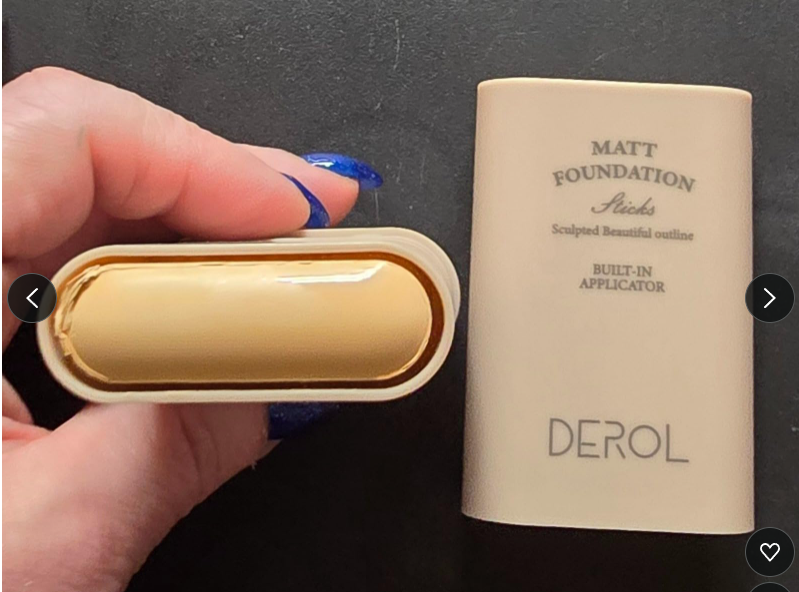 MATT
FOUNDATION
Sticks
Sculpted Beautiful outline
BUILT-IN
APPLICATOR
DEROL